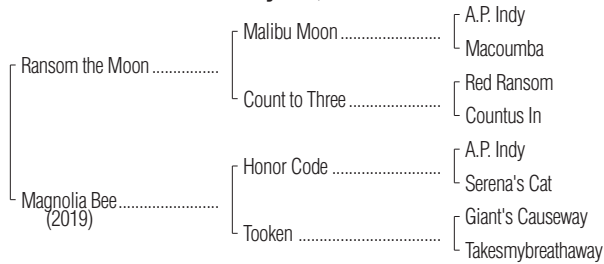 A.P. Indy
Malibu Moon ......................
Macoumba
Ransom the Moon ................
Red Ransom
Count to Three .....................
Countus In
A.P. Indy
Honor Code .........................
Serena's Cat
Magnolia Bee ........................
(2019)
Giant's Causeway
Tooken .................................
Takesmybreathaway